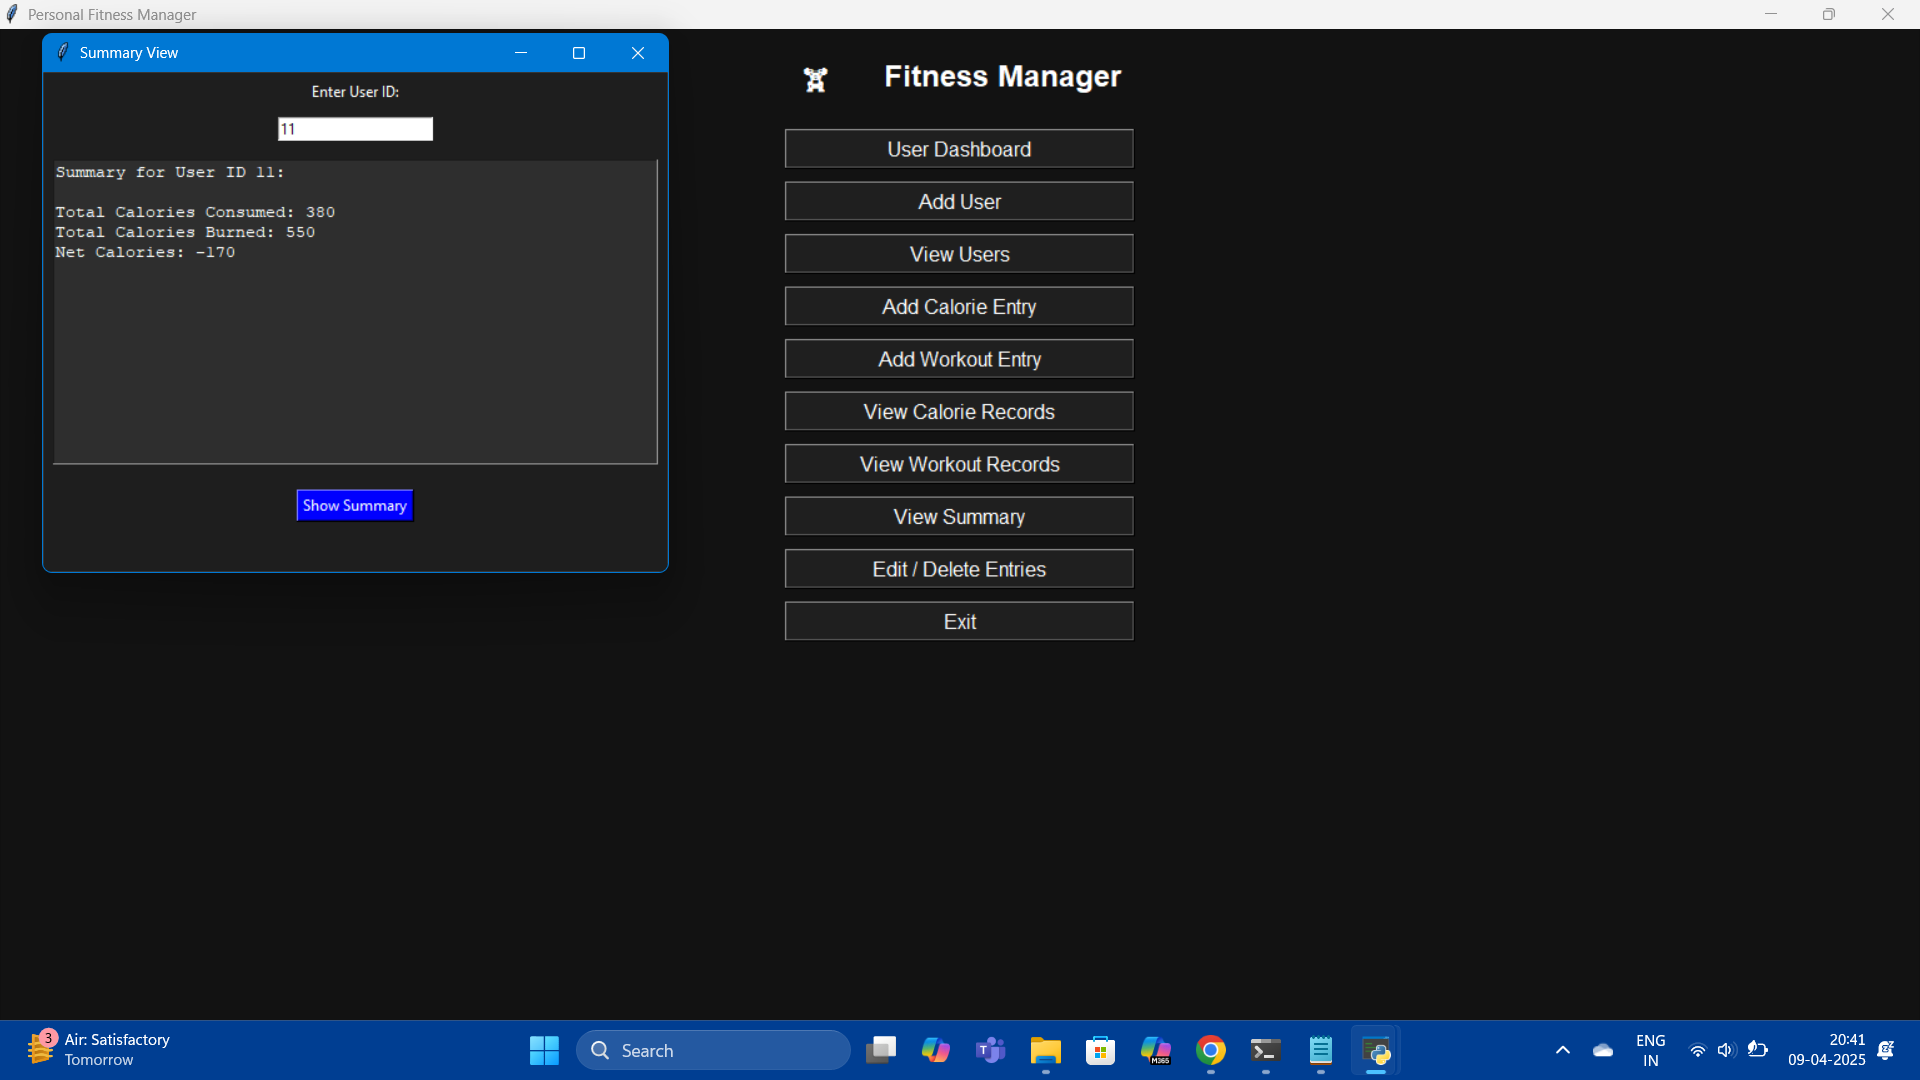 Personal Fitness Manager
Summary View
Enter User ID:
11
Summary for User ID 11:
Total Calories Consumed: 380
Total Calories Burned: 550
Net Calories: -170
Show Summary
Fitness Manager
User Dashboard
Add User
View Users
Add Calorie Entry
Add Workout Entry
View Calorie Records
View Workout Records
View Summary
Edit / Delete Entries
Exit
3
Air: Satisfactory
Tomorrow
Search
T
M365
ENG
IN
20:41
09-04-2025